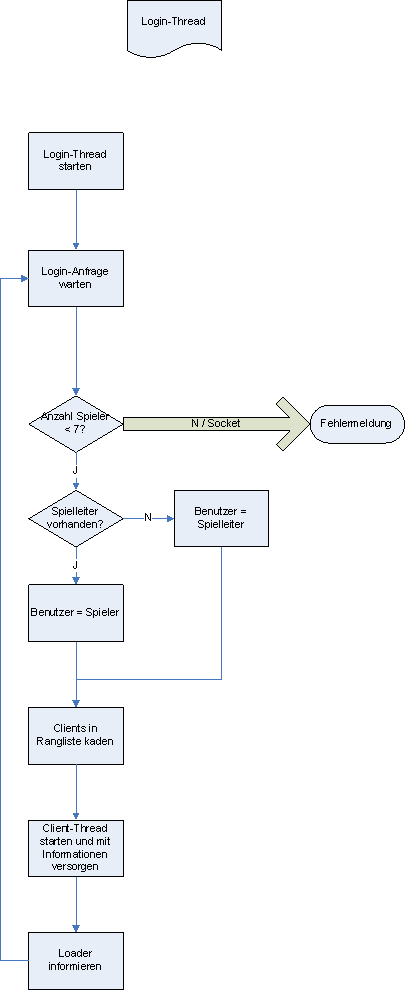 Login-Thread
Login-Thread
starten
Login-Anfrage
warten
Anzahl Spieler
< 7?
N / Socket
Fehlermeldung
J
Spielleiter
vorhanden?
N
Benutzer =
Spielleiter
J
Benutzer = Spieler
Clients in
Rangliste kaden
Client-Thread
starten und mit
Informationen
versorgen
Loader
informieren